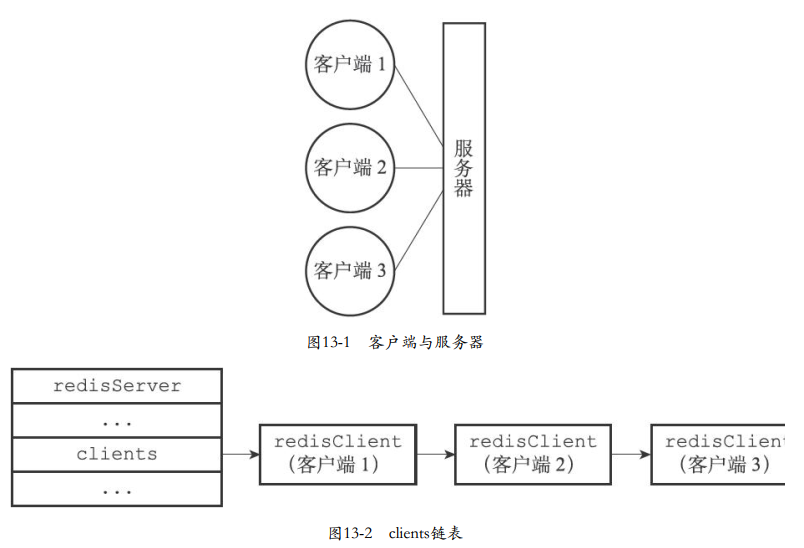 客户端 1
客户端 2
客户端 3
服务器
图13-1 客户端与服务器
redisServer
...
clients
...
redisClient
(客户端 1)
redisClient
(客户端 2)
redisClient
(客户端 3)
图13-2 clients链表